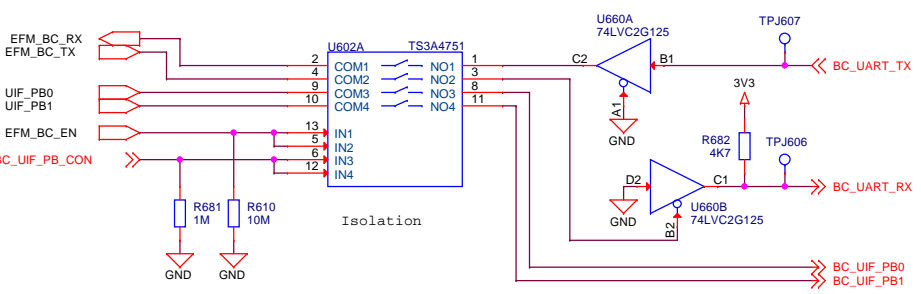 U660A
74LVC2G125
TPJ607
EFM_BC_RX
EFM_BC_TX
U602A
TS3A4751
2
COM1
NO1
1
C2
B1
BC_UART_TX
4
COM2
NO2
3
UIF_PB0
9
COM3
NO3
8
UIF_PB1
10
COM4
NO4
11
A1
3V3
GND
EFM_BC_EN
13
IN1
5
IN2
BC_UIF_PB_CON
6
IN3
12
IN4
R682
4K7
TPJ606
D2
C1
BC_UART_RX
R681
1M
R610
10M
Isolation
GND
B2
U660B
74LVC2G125
GND
GND
BC_UIF_PB0
BC_UIF_PB1